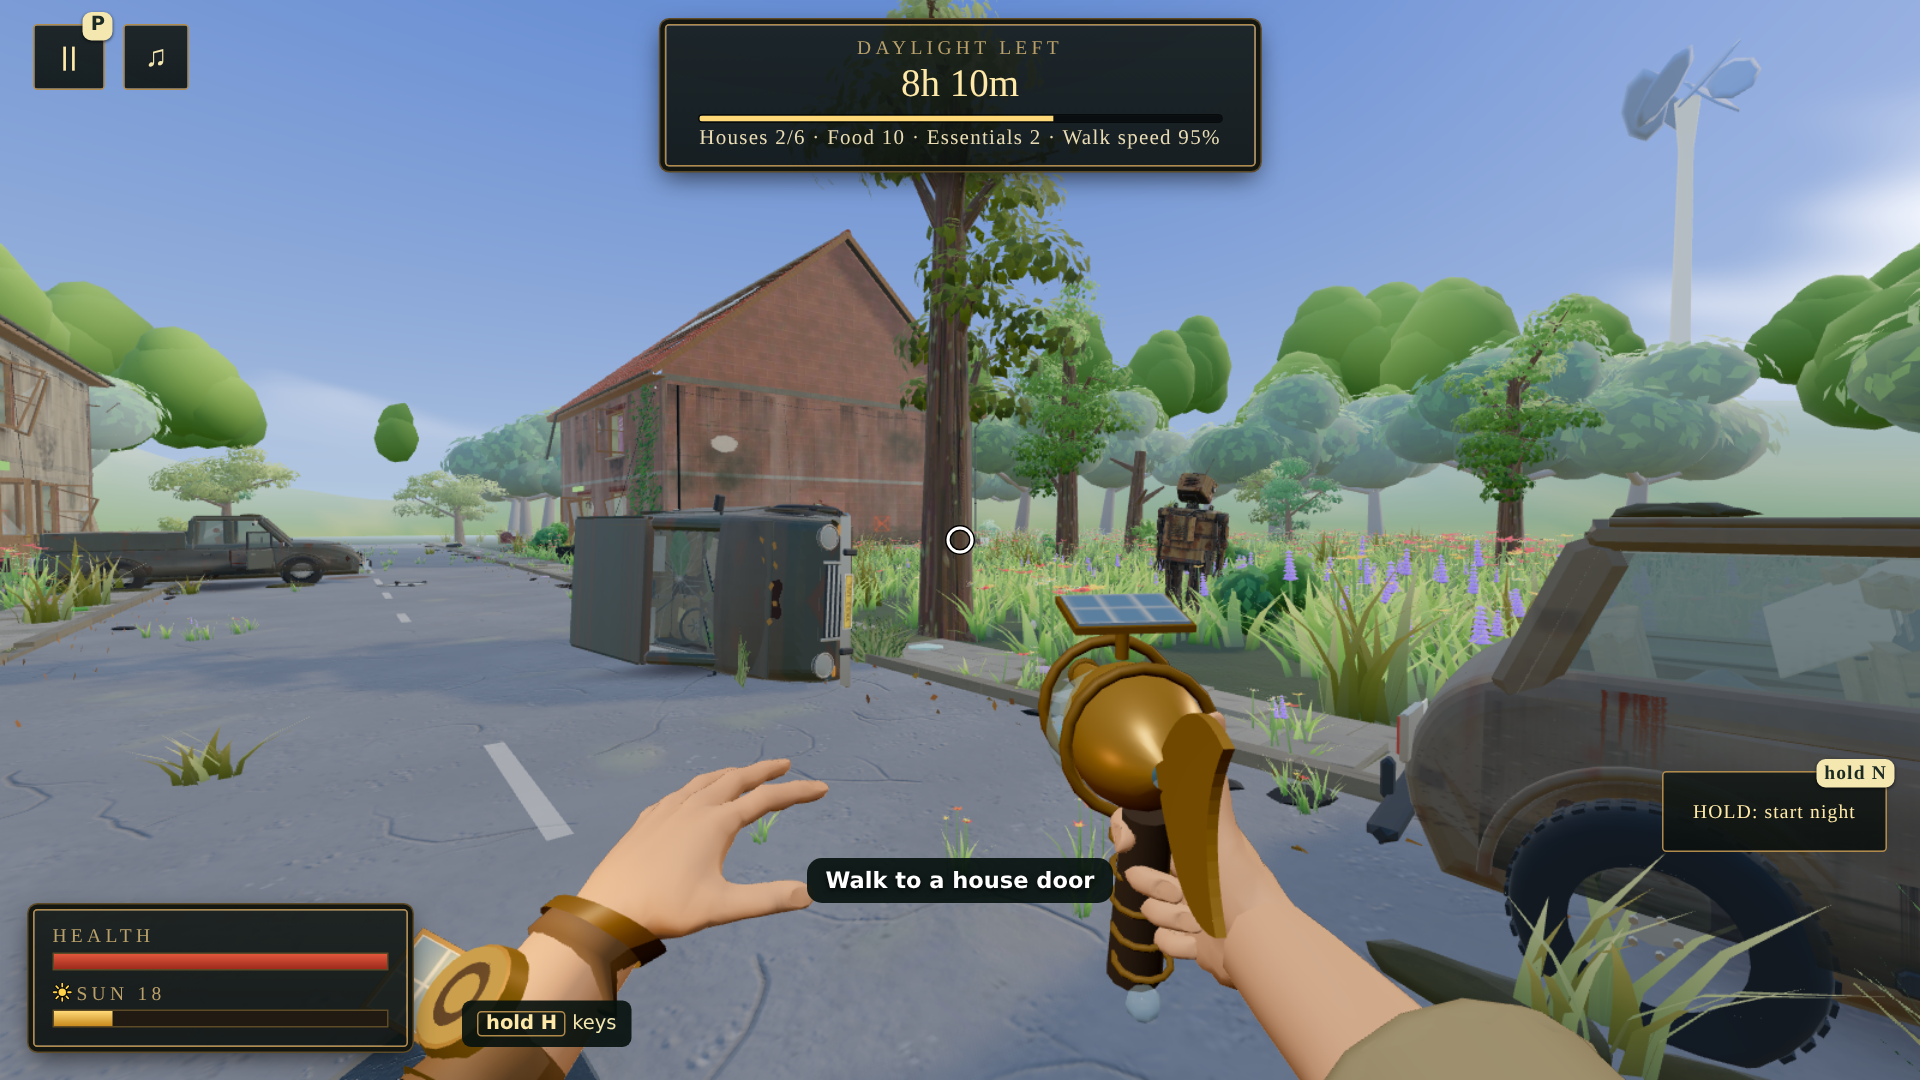 P
DAYLIGHT LEFT
8h 10m
Houses 2/6 · Food 10 · Essentials 2 · Walk speed 95%
hold N
HOLD: start night
Walk to a house door
HEALTH
SUN 18
hold H keys